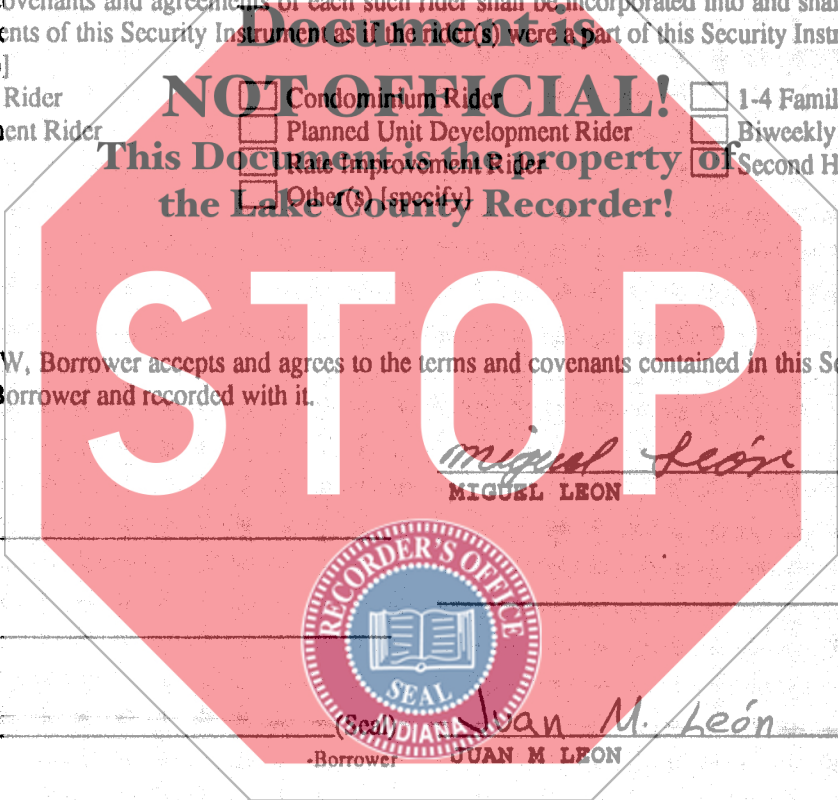 ovenants and agreements of each such rider shall be incorporated into and sha
Document is
ents of this Security Instrument as if the rider(s) were a part of this Security Instr
]
NOT OFFICIAL!
Rider Condominium Rider 1-4 Famil
ent Rider Planned Unit Development Rider Biweekly
This Document is the property of
Rate Improvement Rider Second H
the Lake County Recorder!
Other(s) [specify]
STOP
W, Borrower accepts and agrees to the terms and covenants contained in this Se
Borrower and recorded with it.
miguel León
MIGUEL LEON
RECORDER'S OFFICE
SEAL
INDIANA
(Seal) Juan M. León
-Borrower JUAN M LEON